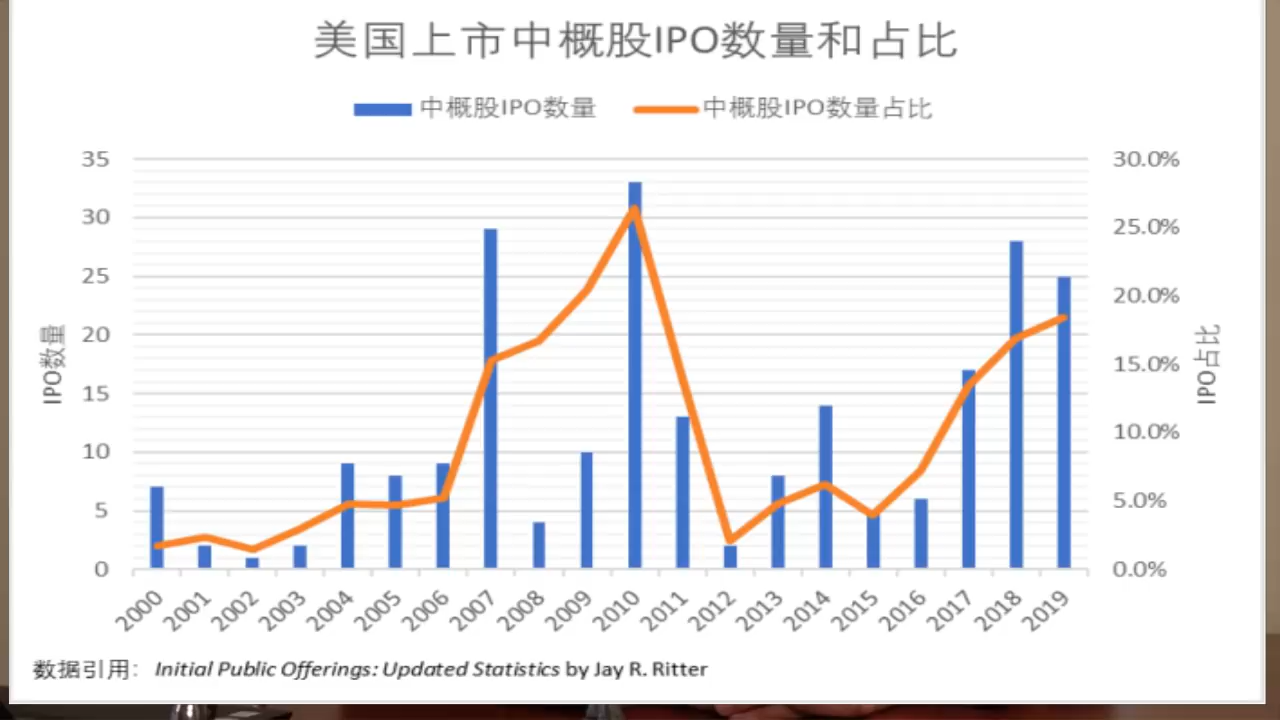 美国上市中概股IPO数量和占比
中概股IPO数量 中概股IPO数量占比
35 30.0%
30 25.0%
25 20.0%
20 15.0%
15 10.0%
10 5.0%
5 0.0%
0
IPO数量
IPO占比
2000 2001 2002 2003 2004 2005 2006 2007 2008 2009 2010 2011 2012 2013 2014 2015 2016 2017 2018 2019
数据引用: Initial Public Offerings: Updated Statistics by Jay R. Ritter